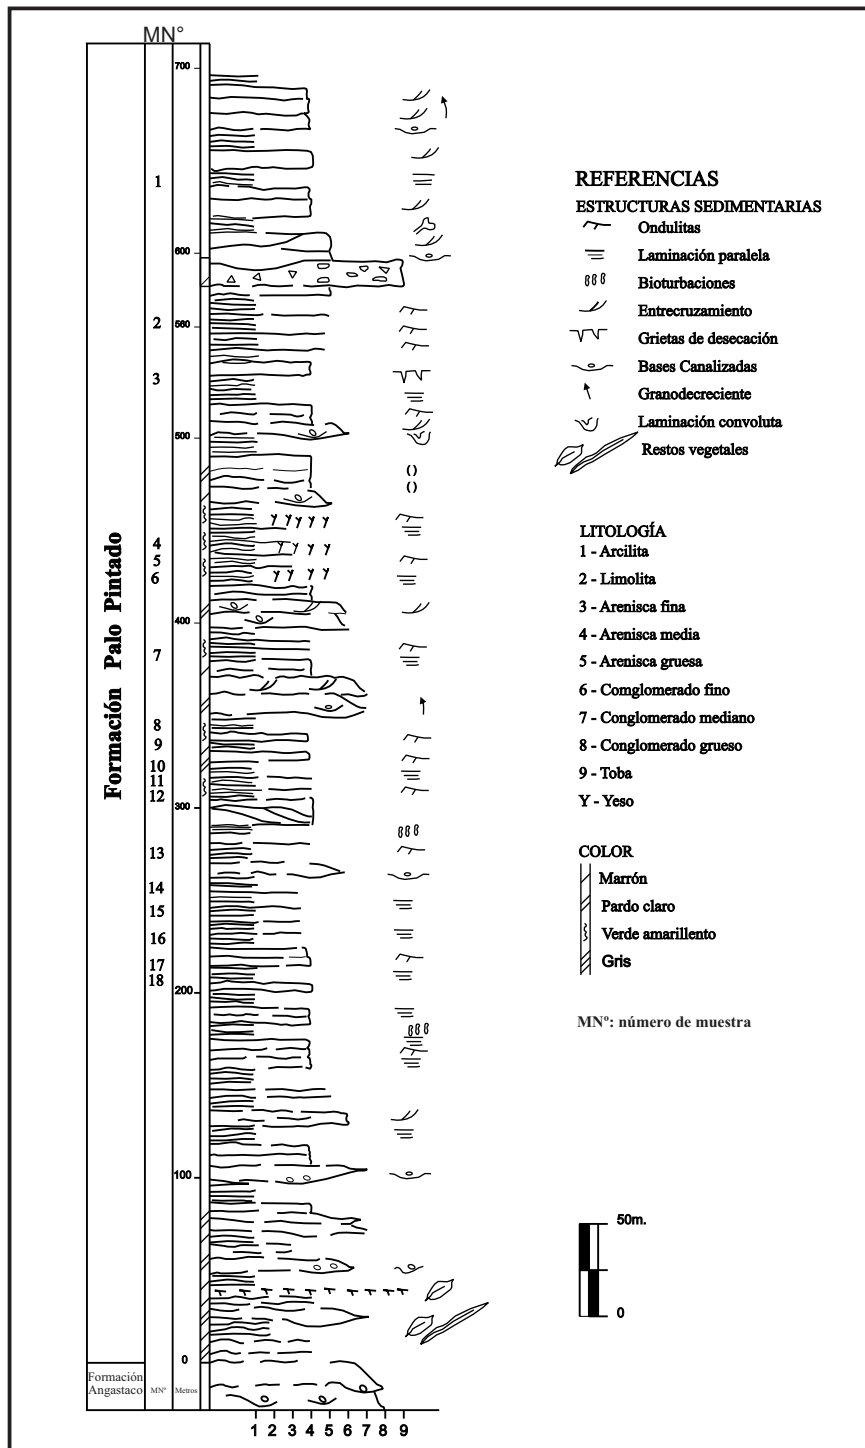 MN°
700
1
600
2
560
3
500
4
5
6
400
7
8
9
10
11
12
300
13
14
15
16
17
18
200
100
0
Formación Palo Pintado
Formación
Angastaco
MNº
Metros
1 2 3 4 5 6 7 8 9
REFERENCIAS
ESTRUCTURAS SEDIMENTARIAS
Ondulitas
Laminación paralela
Bioturbaciones
Entrecruzamiento
Grietas de desecación
Bases Canalizadas
Granodecreciente
Laminación convoluta
Restos vegetales
LITOLOGÍA
1 - Arcilita
2 - Limolita
3 - Arenisca fina
4 - Arenisca media
5 - Arenisca gruesa
6 - Comglomerado fino
7 - Conglomerado mediano
8 - Conglomerado grueso
9 - Toba
Y - Yeso
COLOR
Marrón
Pardo claro
Verde amarillento
Gris
MNº: número de muestra
50m.
0